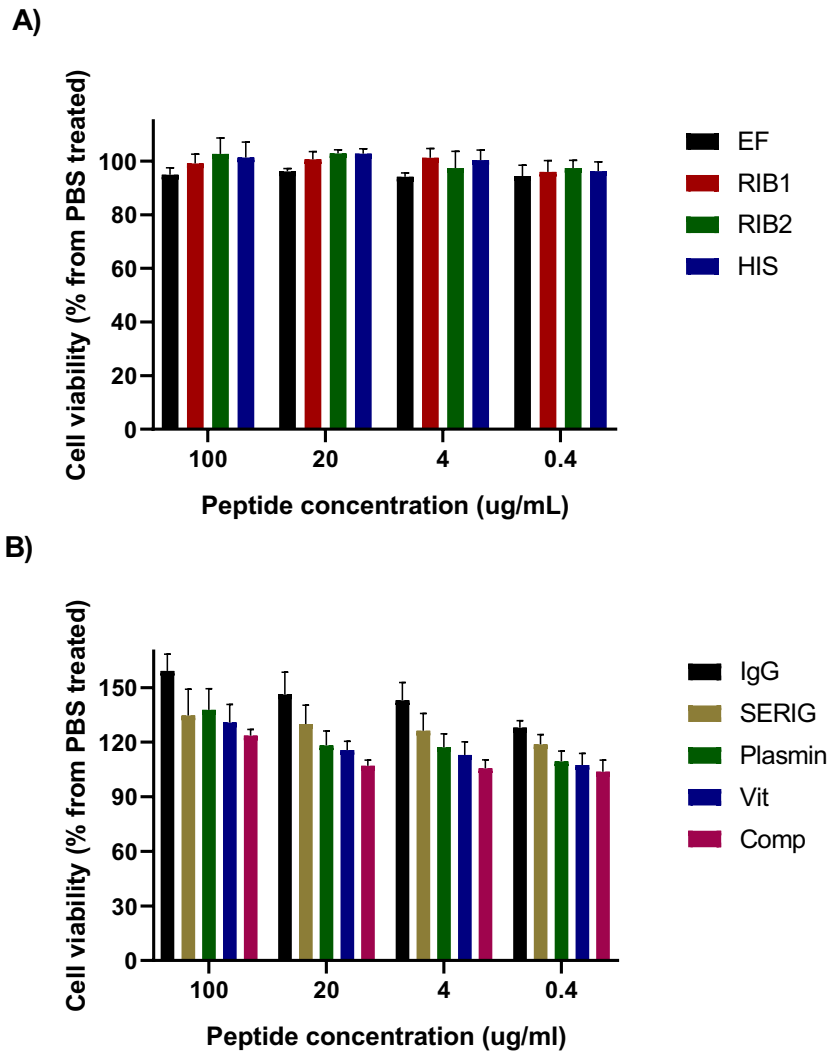 A)
Cell viability (% from PBS treated)
100
80
60
40
20
0
100 20 4 0.4
Peptide concentration (ug/mL)
EF
RIB1
RIB2
HIS
B)
Cell viability (% from PBS treated)
150
120
90
60
30
0
100 20 4 0.4
Peptide concentration (ug/ml)
IgG
SERIG
Plasmin
Vit
Comp